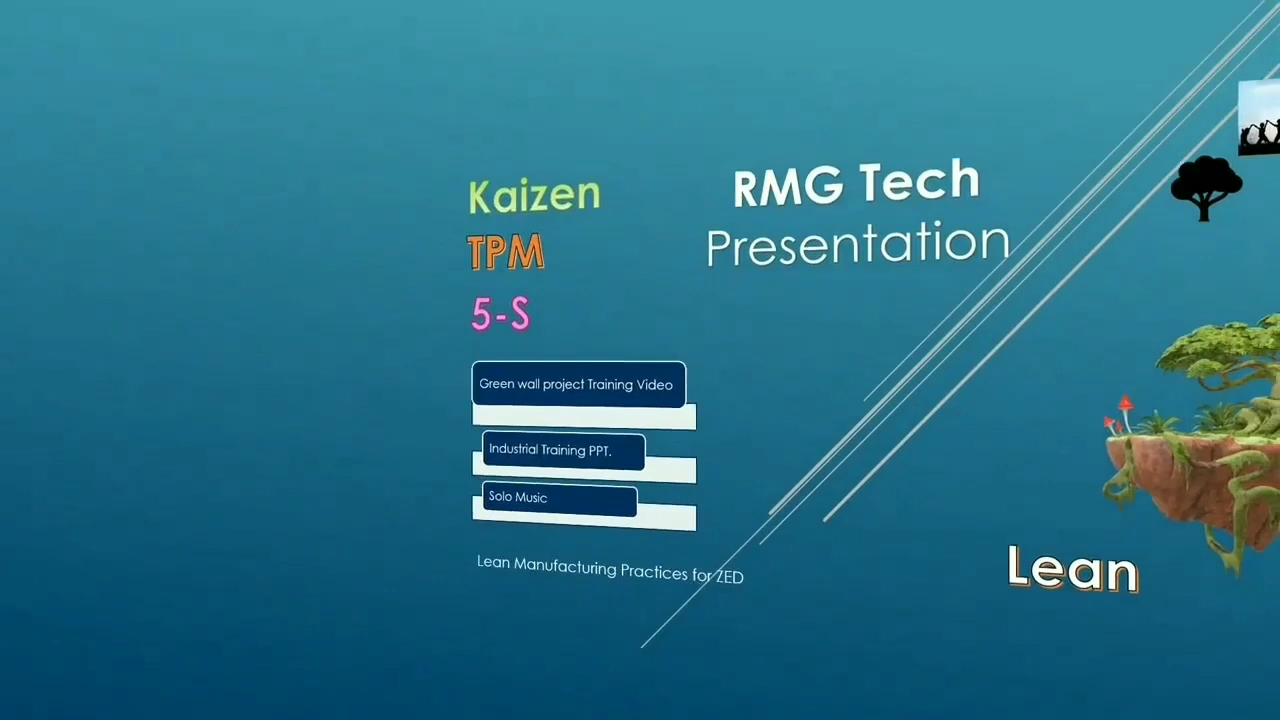 Kaizen
TPM
5-S
RMG Tech
Presentation
Green wall project Training Video
Industrial Training PPT.
Solo Music
Lean Manufacturing Practices for ZED
Lean